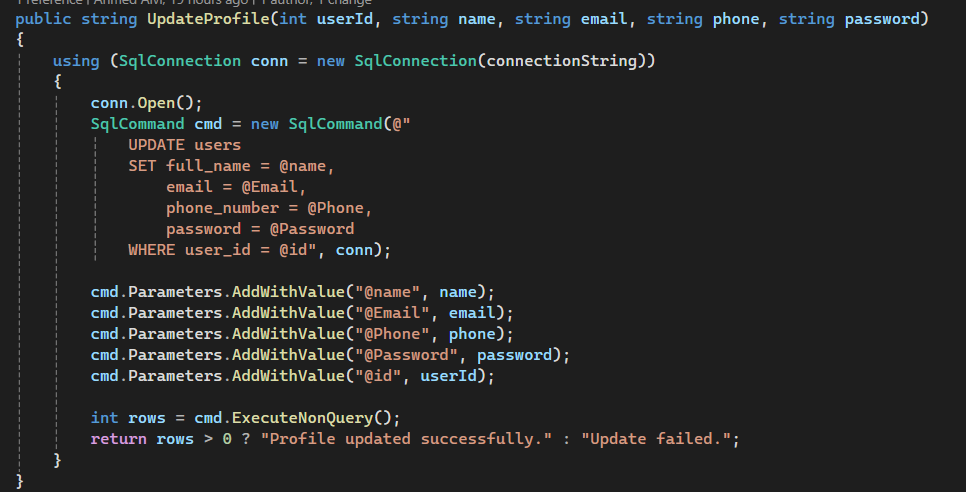 1 reference | Ahmed Aly, 19 hours ago | 1 author, 1 change
public string UpdateProfile(int userId, string name, string email, string phone, string password)
{
using (SqlConnection conn = new SqlConnection(connectionString))
{
conn.Open();
SqlCommand cmd = new SqlCommand(@"
UPDATE users
SET full_name = @name,
email = @Email,
phone_number = @Phone,
password = @Password
WHERE user_id = @id", conn);
cmd.Parameters.AddWithValue("@name", name);
cmd.Parameters.AddWithValue("@Email", email);
cmd.Parameters.AddWithValue("@Phone", phone);
cmd.Parameters.AddWithValue("@Password", password);
cmd.Parameters.AddWithValue("@id", userId);
int rows = cmd.ExecuteNonQuery();
return rows > 0 ? "Profile updated successfully." : "Update failed.";
}
}